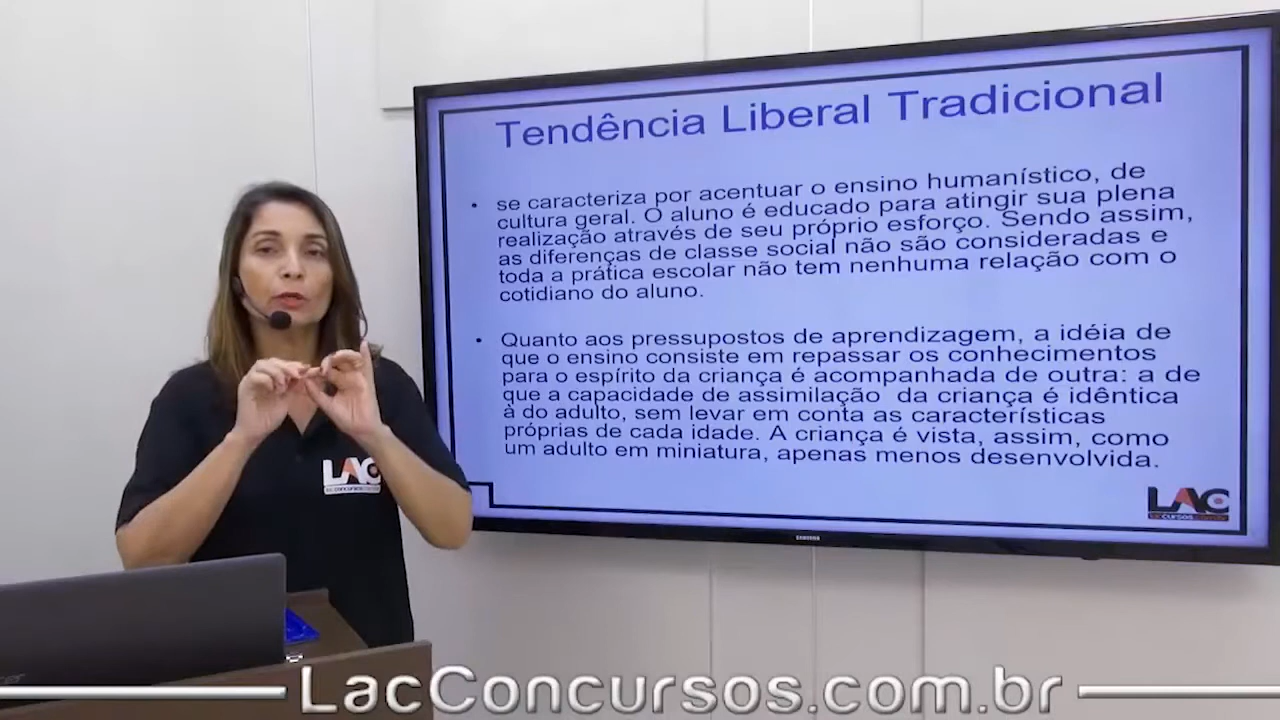 Tendência Liberal Tradicional
• se caracteriza por acentuar o ensino humanístico, de
cultura geral. O aluno é educado para atingir sua plena
realização através de seu próprio esforço. Sendo assim,
as diferenças de classe social não são consideradas e
toda a prática escolar não tem nenhuma relação com o
cotidiano do aluno.
• Quanto aos pressupostos de aprendizagem, a idéia de
que o ensino consiste em repassar os conhecimentos
para o espírito da criança é acompanhada de outra: a de
que a capacidade de assimilação da criança é idêntica
à do adulto, sem levar em conta as características
próprias de cada idade. A criança é vista, assim, como
um adulto em miniatura, apenas menos desenvolvida.
LAC
SAMSUNG
LAC
LacConcursos.com.br